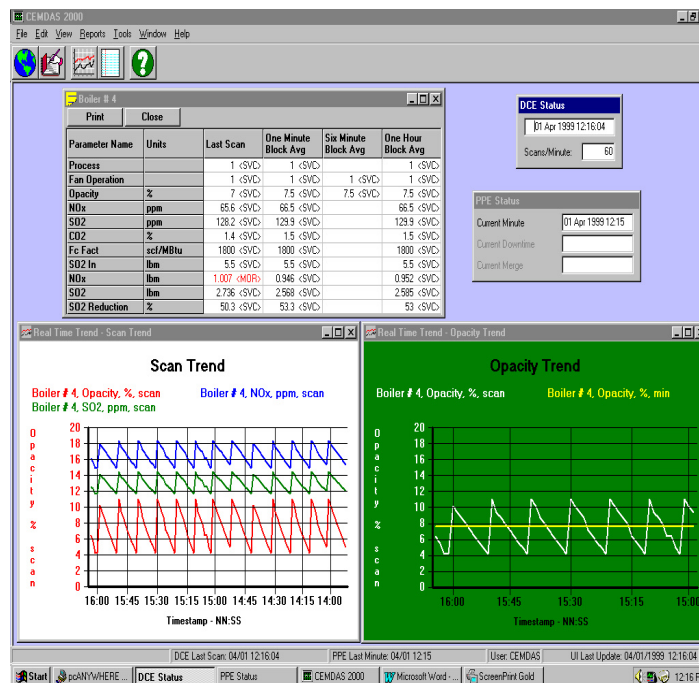 CEMDAS 2000
File Edit View Reports Tools Window Help
Boiler # 4
Print Close
Parameter Name Units Last Scan One Minute Block Avg Six Minute Block Avg One Hour Block Avg
Process 1 <SVC> 1 <SVC> 1 <SVC>
Fan Operation 1 <SVC> 1 <SVC> 1 <SVC> 1 <SVC>
Opacity % 7 <SVC> 7.5 <SVC> 7.5 <SVC> 7.5 <SVC>
NOx ppm 65.6 <SVC> 66.5 <SVC> 66.5 <SVC>
SO2 ppm 128.2 <SVC> 129.9 <SVC> 129.9 <SVC>
CO2 % 1.4 <SVC> 1.5 <SVC> 1.5 <SVC>
Fc Fact scf/MBtu 1800 <SVC> 1800 <SVC> 1800 <SVC>
SO2 In lbm 5.5 <SVC> 5.5 <SVC> 5.5 <SVC>
NOx lbm 1.007 <MOR> 0.946 <SVC> 0.952 <SVC>
SO2 lbm 2.736 <SVC> 2.568 <SVC> 2.585 <SVC>
SO2 Reduction % 50.3 <SVC> 53.3 <SVC> 53 <SVC>
DCE Status
01 Apr 1999 12:16:04
Scans/Minute: 60
PPE Status
Current Minute 01 Apr 1999 12:15
Current Downtime
Current Merge
Real Time Trend - Scan Trend
Scan Trend
Boiler # 4, Opacity, %, scan Boiler # 4, NOx, ppm, scan
Boiler # 4, SO2, ppm, scan
Opacity % scan
20
18
16
14
12
10
8
6
4
2
0
16:00 15:45 15:30 15:15 15:00 14:45 14:30 14:15 14:00
Timestamp - NN:SS
Real Time Trend - Opacity Trend
Opacity Trend
Boiler # 4, Opacity, %, scan Boiler # 4, Opacity, %, min
Opacity % scan
20
18
16
14
12
10
8
6
4
2
0
16:00 15:45 15:30 15:15 15:00
Timestamp - NN:SS
DCE Last Scan: 04/01 12:16:04 PPE Last Minute: 04/01 12:15 User: CEMDAS UI Last Update: 04/01/1999 12:16:04
Start pcANYWHERE ... DCE Status PPE Status CEMDAS 2000 Microsoft Word - ... ScreenPrint Gold 12:16